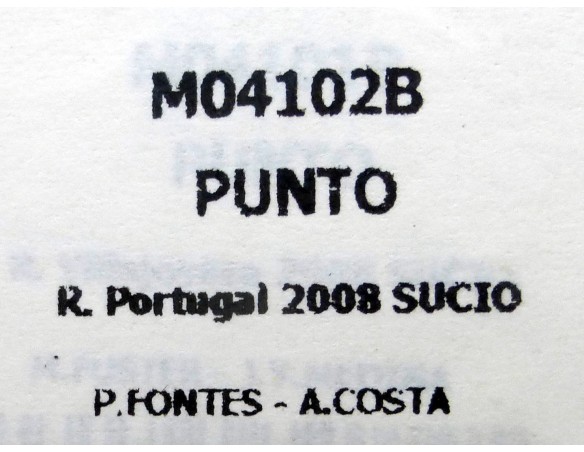 M04102B
PUNTO
R. Portugal 2008 SUCIO
P.FONTES - A.COSTA